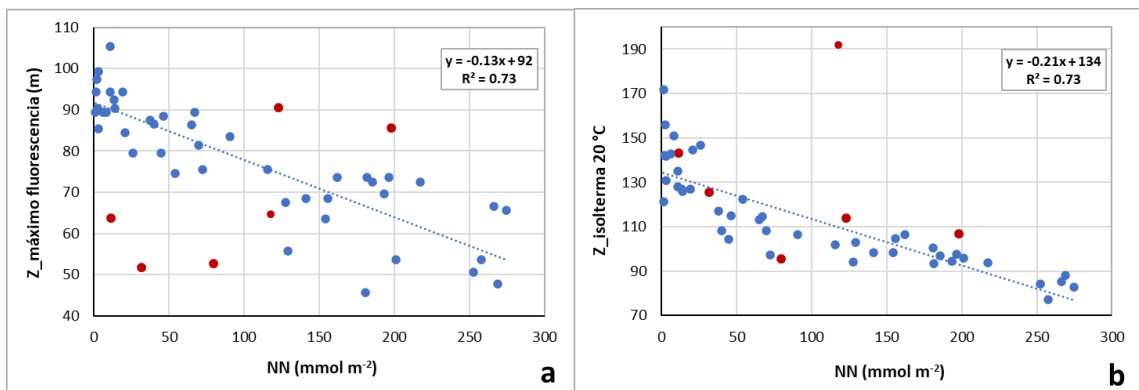 110
100
90
80
70
60
50
40
Z_máximo fluorescencia (m)
y = -0.13x + 92
R² = 0.73
0 50 100 150 200 250 300
NN (mmol m⁻²)
a
190
170
150
130
110
90
70
Z_isolterma 20 °C
y = -0.21x + 134
R² = 0.73
0 50 100 150 200 250 300
NN (mmol m⁻²)
b